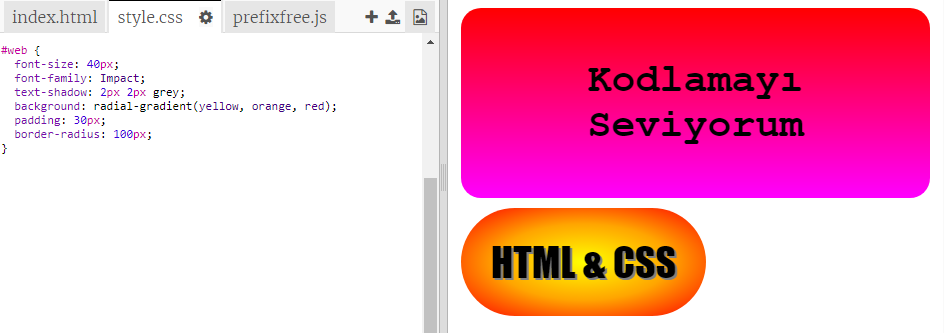 index.html style.css prefixfree.js
#web {
font-size: 40px;
font-family: Impact;
text-shadow: 2px 2px grey;
background: radial-gradient(yellow, orange, red);
padding: 30px;
border-radius: 100px;
}
Kodlamayı
Seviyorum
HTML & CSS